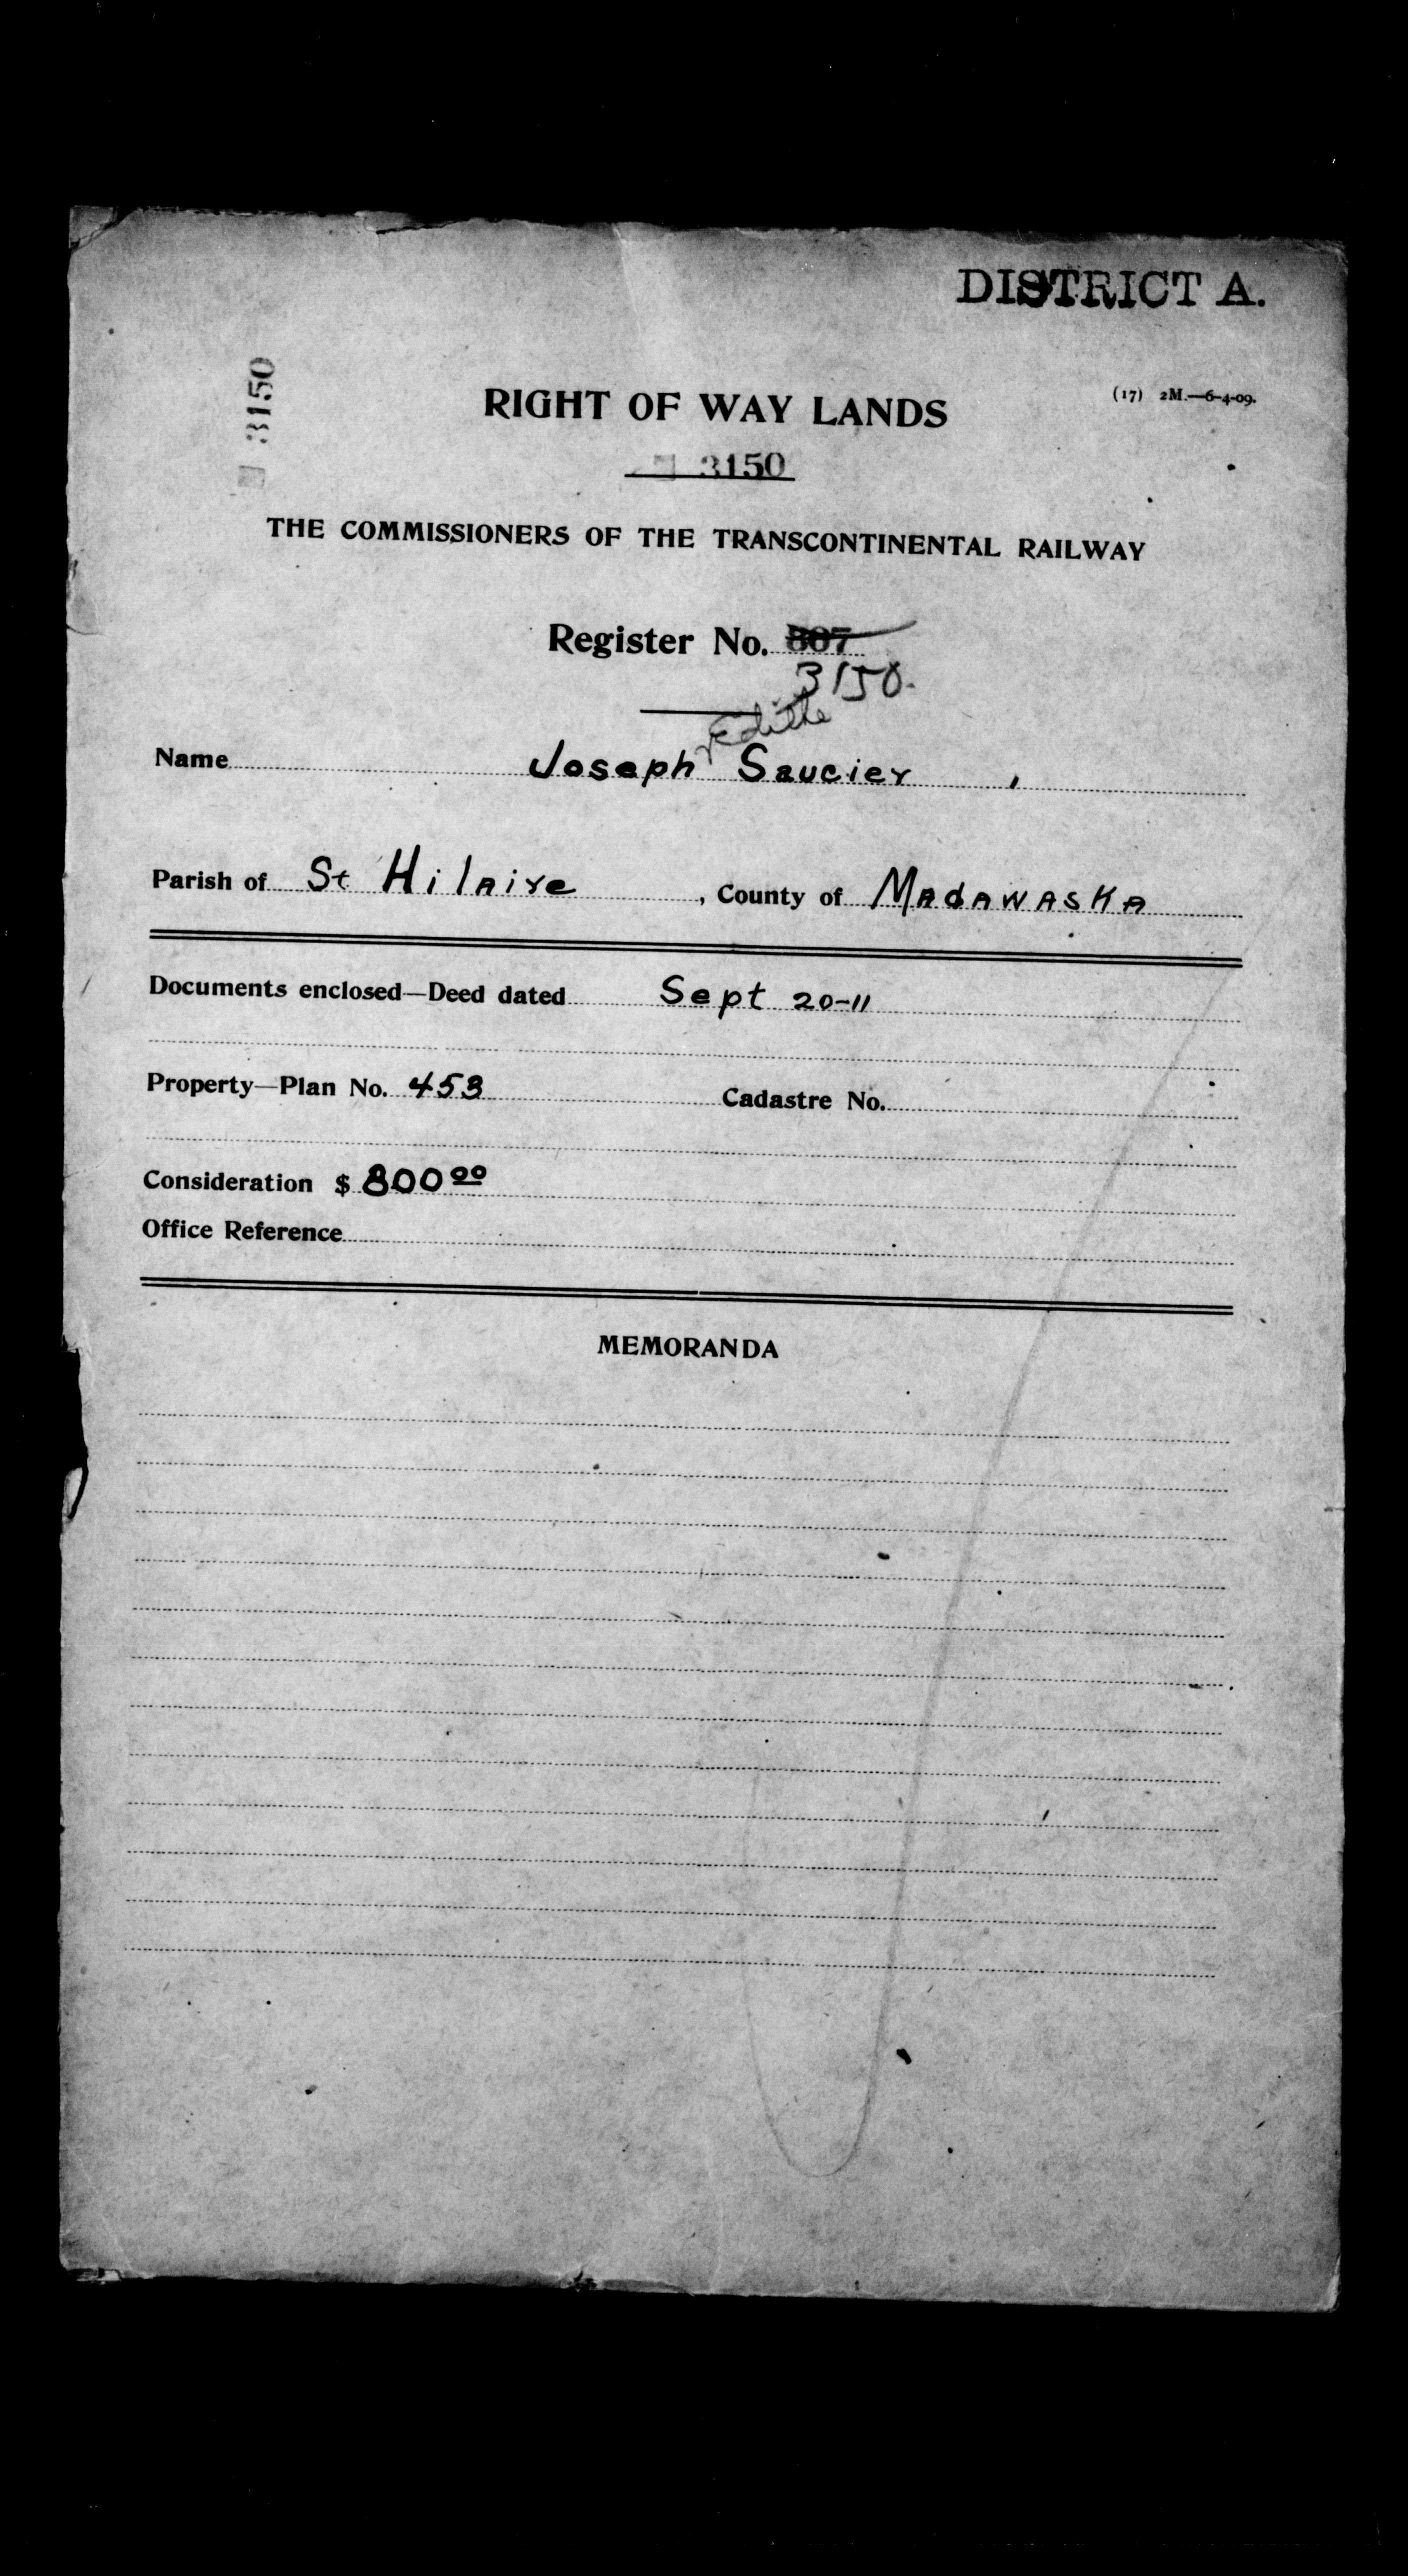 DISTRICT A.
3150
RIGHT OF WAY LANDS
(17) 2M.—6-4-09.
3150
THE COMMISSIONERS OF THE TRANSCONTINENTAL RAILWAY
Register No. 807
3150.
Edithe
Name Joseph Saucier,
Parish of St Hilaire, County of Madawaska
Documents enclosed—Deed dated Sept 20-11
Property—Plan No. 453 Cadastre No.
Consideration $ 800 00
Office Reference
MEMORANDA